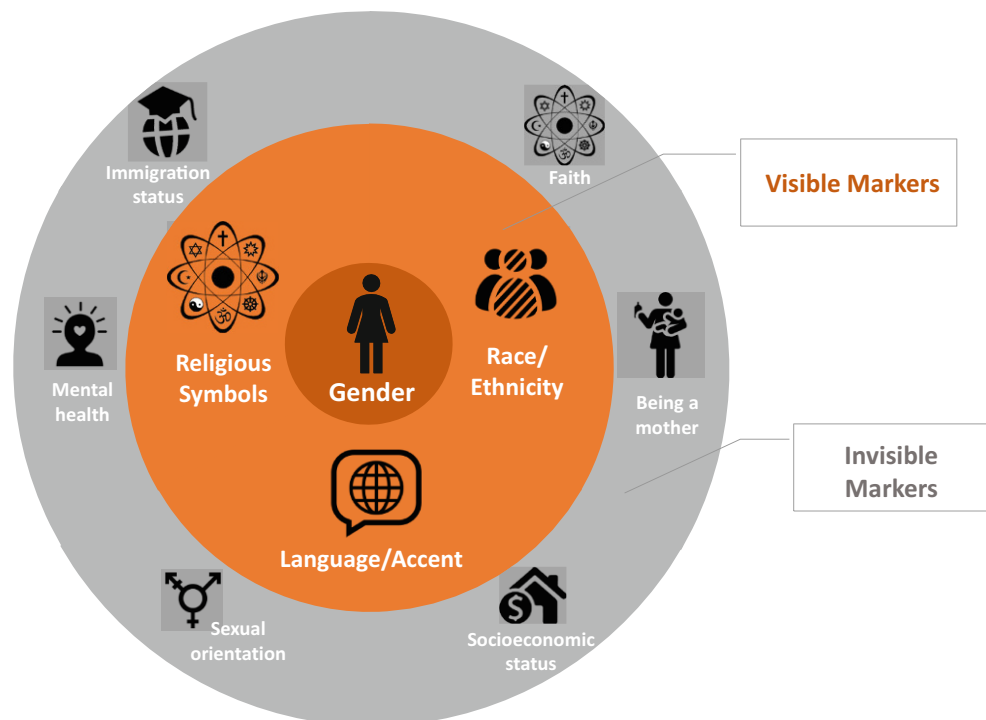 Immigration
status
Faith
Visible Markers
Religious
Symbols
Gender
Race/
Ethnicity
Mental
health
Being a
mother
Invisible
Markers
Language/Accent
Sexual
orientation
Socioeconomic
status